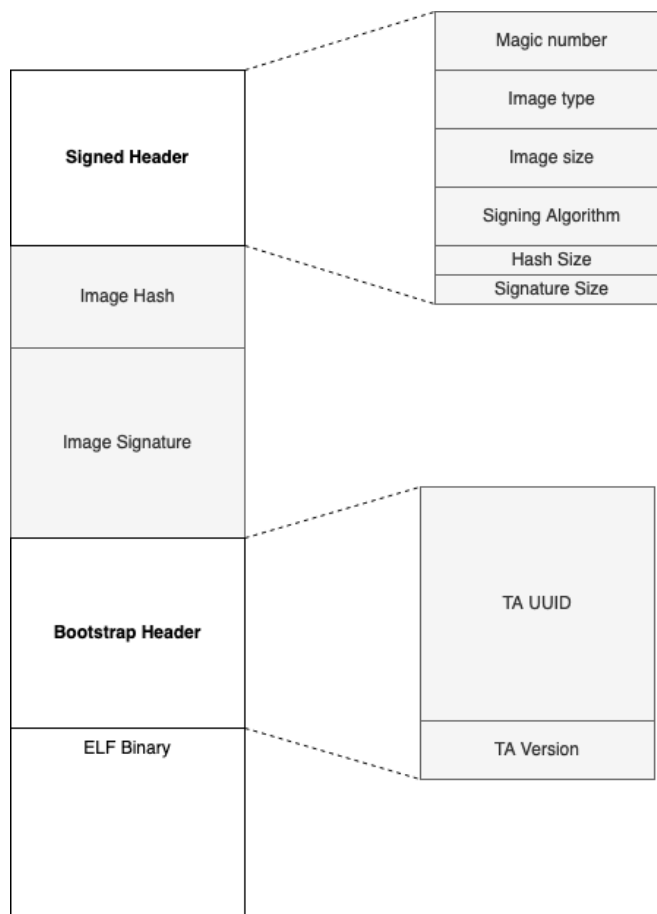 Magic number
Image type
Signed Header
Image size
Signing Algorithm
Hash Size
Image Hash
Signature Size
Image Signature
TA UUID
Bootstrap Header
ELF Binary
TA Version